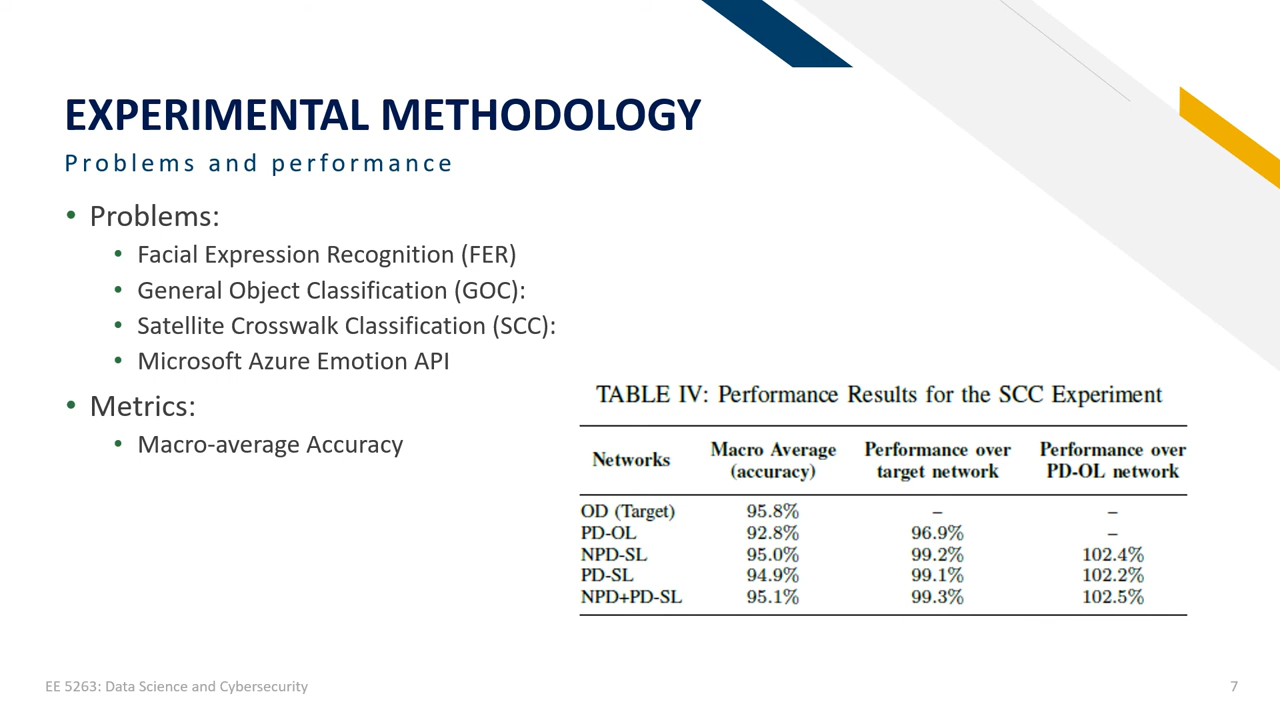 EXPERIMENTAL METHODOLOGY
Problems and performance
• Problems:
• Facial Expression Recognition (FER)
• General Object Classification (GOC):
• Satellite Crosswalk Classification (SCC):
• Microsoft Azure Emotion API
• Metrics:
• Macro-average Accuracy
TABLE IV: Performance Results for the SCC Experiment
Networks Macro Average (accuracy) Performance over target network Performance over PD-OL network
OD (Target) 95.8% – –
PD-OL 92.8% 96.9% –
NPD-SL 95.0% 99.2% 102.4%
PD-SL 94.9% 99.1% 102.2%
NPD+PD-SL 95.1% 99.3% 102.5%
EE 5263: Data Science and Cybersecurity
7